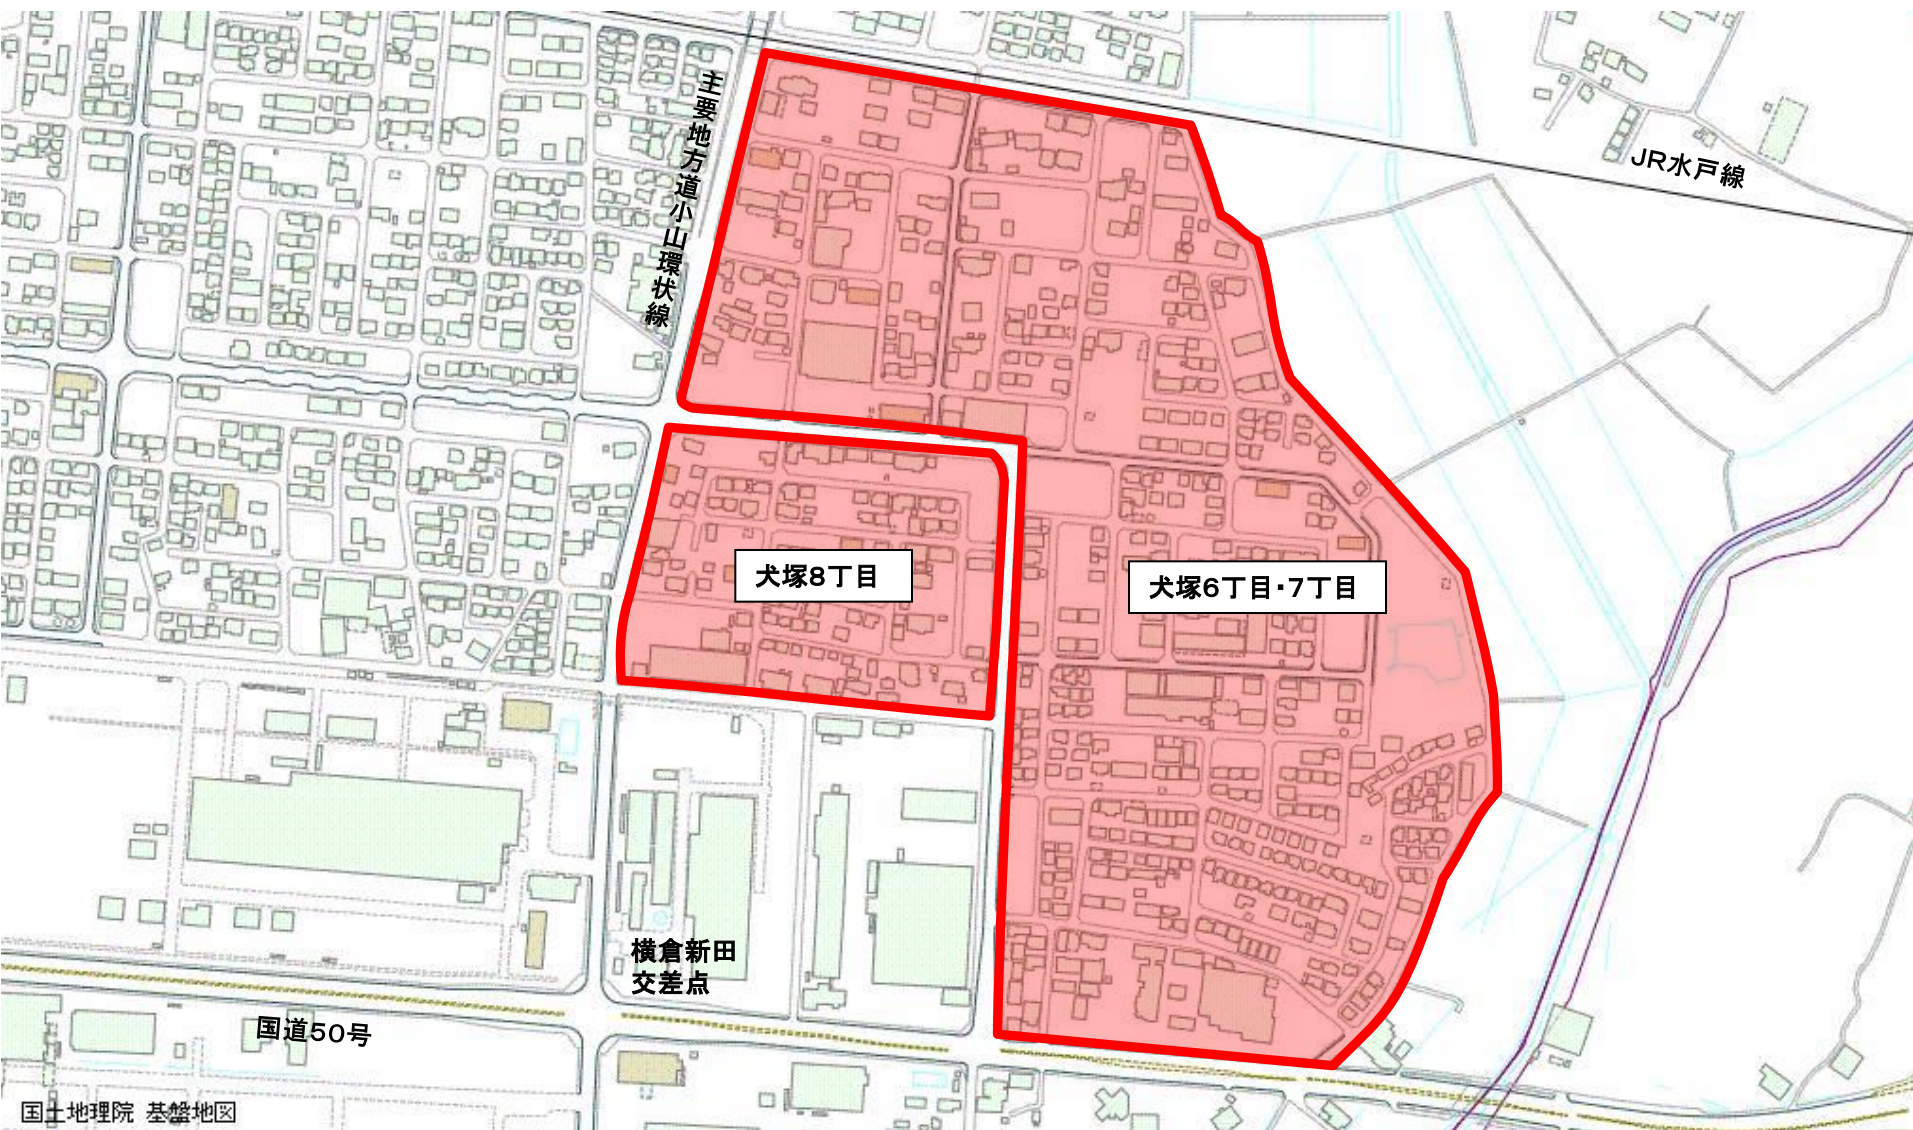 主要地方道小山環状線
JR水戸線
犬塚8丁目
犬塚6丁目・7丁目
横倉新田
交差点
国道50号
国土地理院 基盤地図